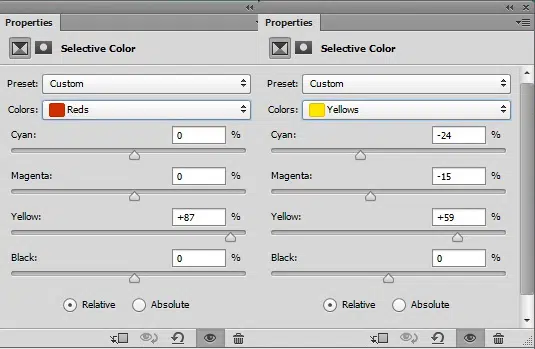 Properties
Selective Color
Preset: Custom
Colors: Reds
Cyan: 0 %
Magenta: 0 %
Yellow: +87 %
Black: 0 %
Relative Absolute
Properties
Selective Color
Preset: Custom
Colors: Yellows
Cyan: -24 %
Magenta: -15 %
Yellow: +59 %
Black: 0 %
Relative Absolute